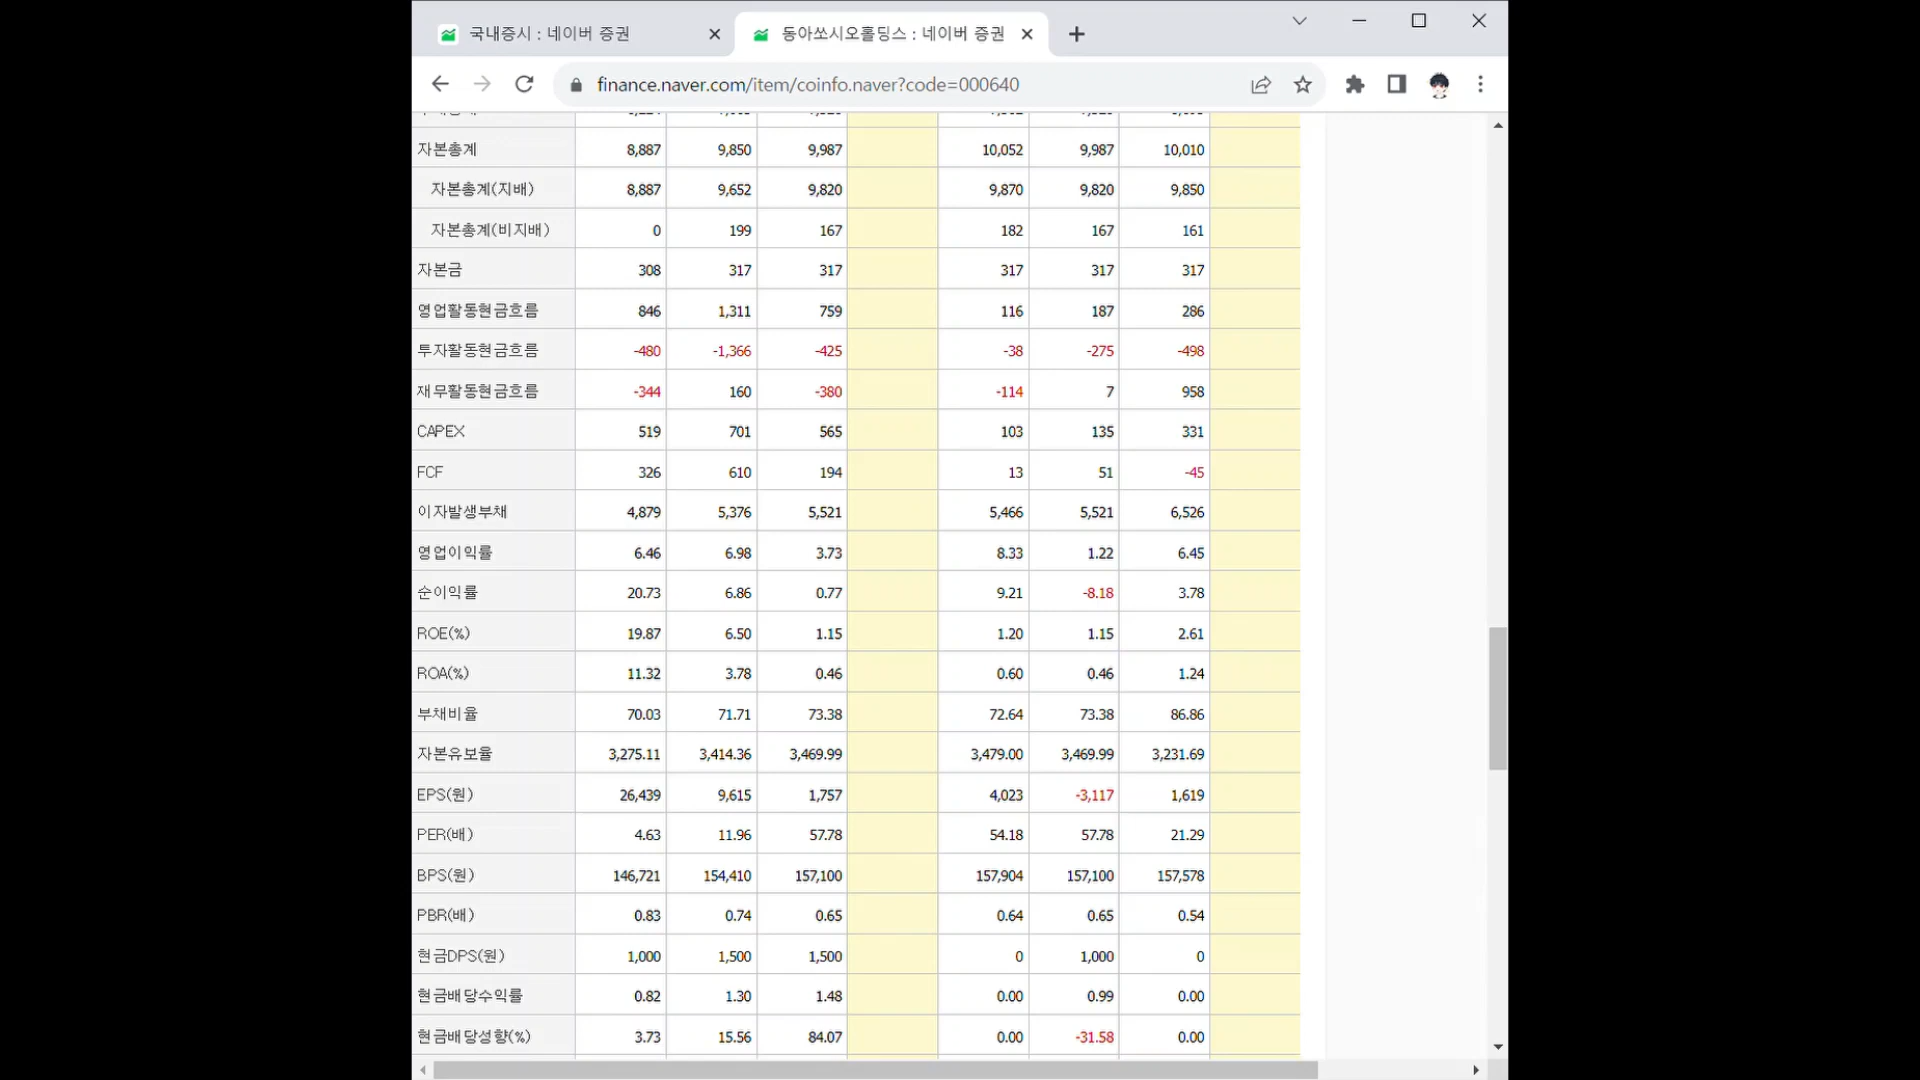 국내증시 : 네이버 증권
동아쏘시오홀딩스 : 네이버 증권
finance.naver.com/item/coinfo.naver?code=000640
자본총계 8,887 9,850 9,987 10,052 9,987 10,010
자본총계(지배) 8,887 9,652 9,820 9,870 9,820 9,850
자본총계(비지배) 0 199 167 182 167 161
자본금 308 317 317 317 317 317
영업활동현금흐름 846 1,311 759 116 187 286
투자활동현금흐름 -480 -1,366 -425 -38 -275 -498
재무활동현금흐름 -344 160 -380 -114 7 958
CAPEX 519 701 565 103 135 331
FCF 326 610 194 13 51 -45
이자발생부채 4,879 5,376 5,521 5,466 5,521 6,526
영업이익률 6.46 6.98 3.73 8.33 1.22 6.45
순이익률 20.73 6.86 0.77 9.21 -8.18 3.78
ROE(%) 19.87 6.50 1.15 1.20 1.15 2.61
ROA(%) 11.32 3.78 0.46 0.60 0.46 1.24
부채비율 70.03 71.71 73.38 72.64 73.38 86.86
자본유보율 3,275.11 3,414.36 3,469.99 3,479.00 3,469.99 3,231.69
EPS(원) 26,439 9,615 1,757 4,023 -3,117 1,619
PER(배) 4.63 11.96 57.78 54.18 57.78 21.29
BPS(원) 146,721 154,410 157,100 157,904 157,100 157,578
PBR(배) 0.83 0.74 0.65 0.64 0.65 0.54
현금DPS(원) 1,000 1,500 1,500 0 1,000 0
현금배당수익률 0.82 1.30 1.48 0.00 0.99 0.00
현금배당성향(%) 3.73 15.56 84.07 0.00 -31.58 0.00